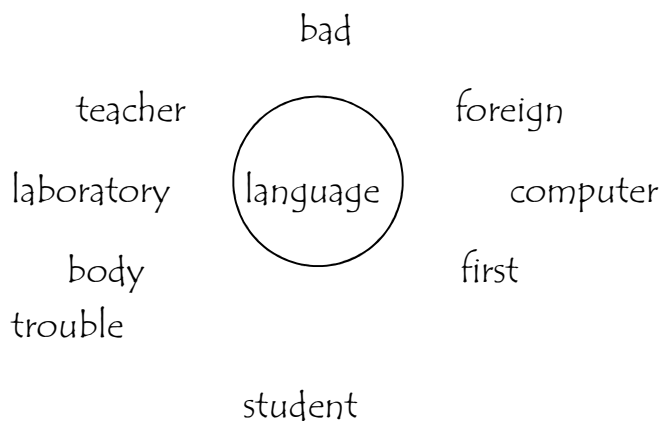 bad
teacher foreign
laboratory language computer
body first
trouble
student